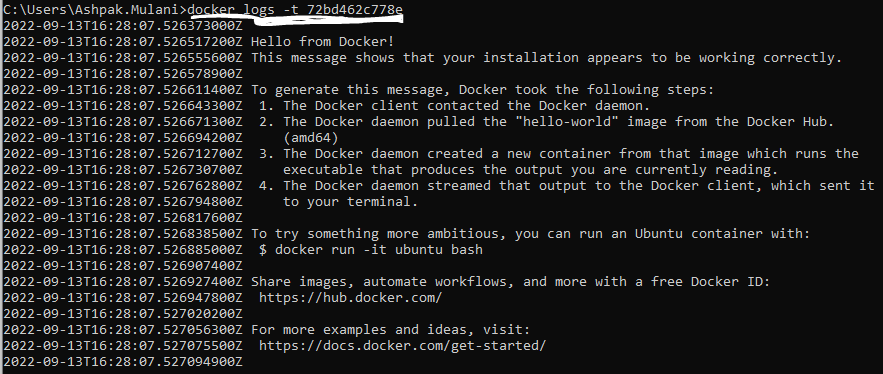 C:\Users\Ashpak.Mulani>docker logs -t 72bd462c778e
2022-09-13T16:28:07.526373000Z
2022-09-13T16:28:07.526517200Z Hello from Docker!
2022-09-13T16:28:07.526555600Z This message shows that your installation appears to be working correctly.
2022-09-13T16:28:07.526578900Z
2022-09-13T16:28:07.526611400Z To generate this message, Docker took the following steps:
2022-09-13T16:28:07.526643300Z  1. The Docker client contacted the Docker daemon.
2022-09-13T16:28:07.526671300Z  2. The Docker daemon pulled the "hello-world" image from the Docker Hub.
2022-09-13T16:28:07.526694200Z     (amd64)
2022-09-13T16:28:07.526712700Z  3. The Docker daemon created a new container from that image which runs the
2022-09-13T16:28:07.526730700Z     executable that produces the output you are currently reading.
2022-09-13T16:28:07.526762800Z  4. The Docker daemon streamed that output to the Docker client, which sent it
2022-09-13T16:28:07.526794800Z     to your terminal.
2022-09-13T16:28:07.526817600Z
2022-09-13T16:28:07.526838500Z To try something more ambitious, you can run an Ubuntu container with:
2022-09-13T16:28:07.526885000Z  $ docker run -it ubuntu bash
2022-09-13T16:28:07.526907400Z
2022-09-13T16:28:07.526927400Z Share images, automate workflows, and more with a free Docker ID:
2022-09-13T16:28:07.526947800Z  https://hub.docker.com/
2022-09-13T16:28:07.527020200Z
2022-09-13T16:28:07.527056300Z For more examples and ideas, visit:
2022-09-13T16:28:07.527075500Z  https://docs.docker.com/get-started/
2022-09-13T16:28:07.527094900Z